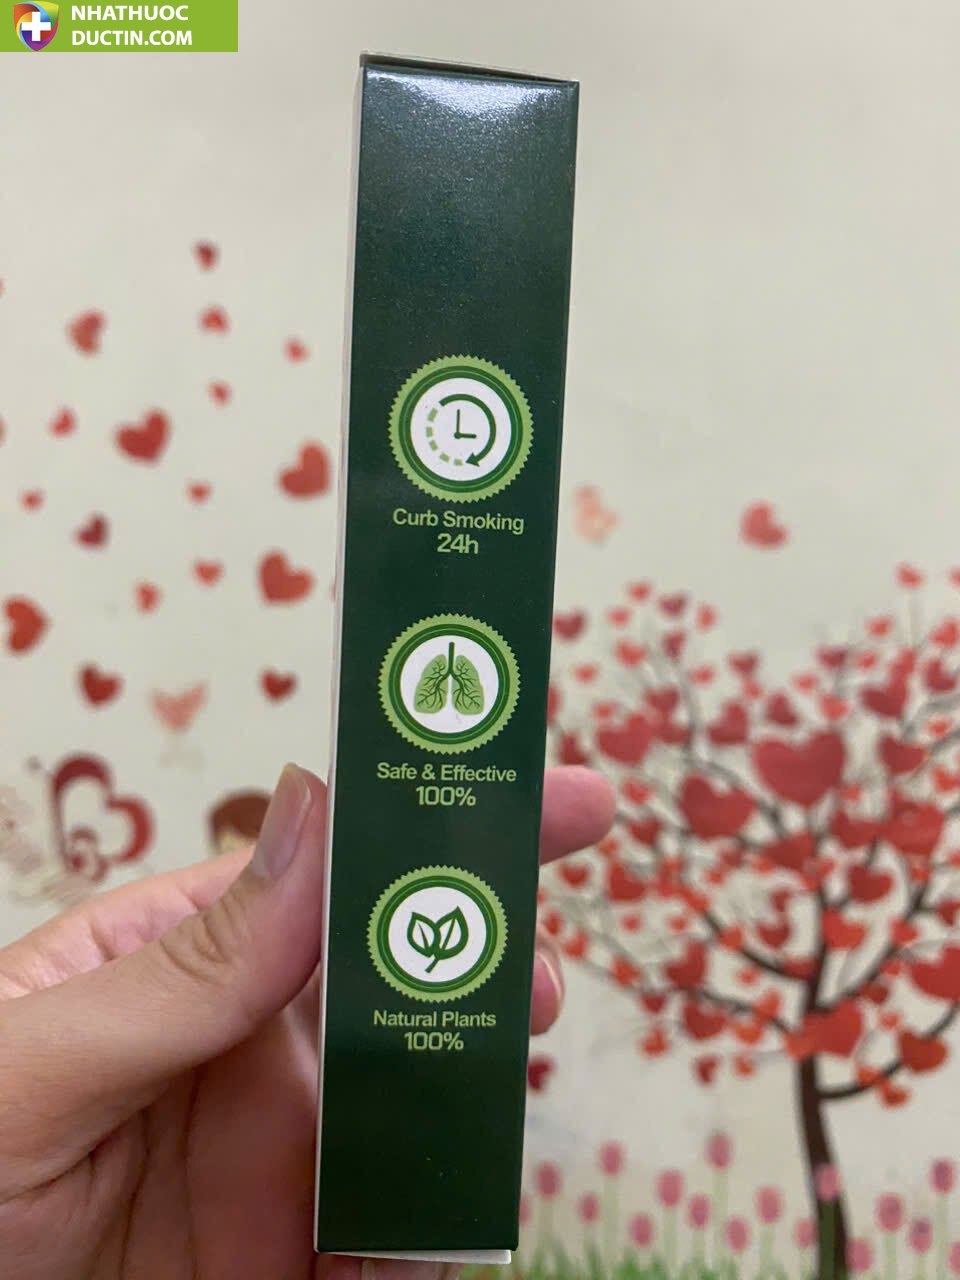 NHATHUOC
DUCTIN.COM
Curb Smoking
24h
Safe & Effective
100%
Natural Plants
100%